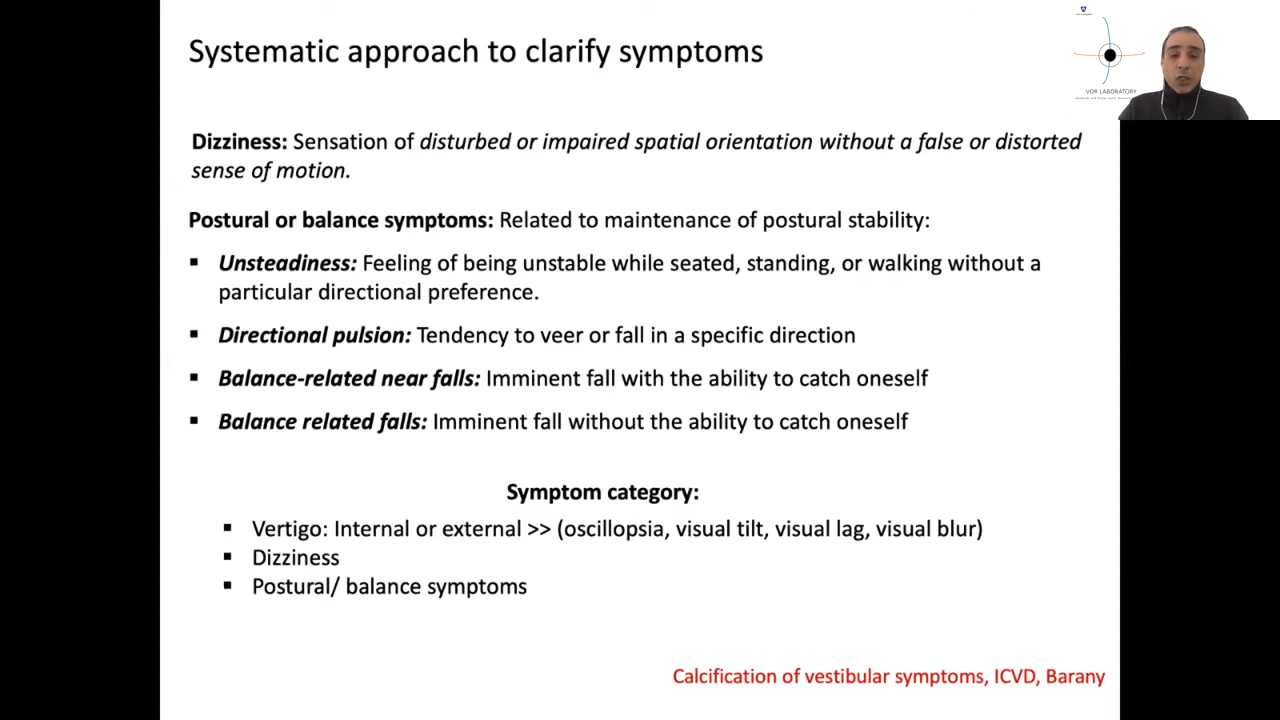 Systematic approach to clarify symptoms
VOR LABORATORY
Dizziness: Sensation of disturbed or impaired spatial orientation without a false or distorted
sense of motion.
Postural or balance symptoms: Related to maintenance of postural stability:
▪ Unsteadiness: Feeling of being unstable while seated, standing, or walking without a
particular directional preference.
▪ Directional pulsion: Tendency to veer or fall in a specific direction
▪ Balance-related near falls: Imminent fall with the ability to catch oneself
▪ Balance related falls: Imminent fall without the ability to catch oneself
Symptom category:
▪ Vertigo: Internal or external >> (oscillopsia, visual tilt, visual lag, visual blur)
▪ Dizziness
▪ Postural/ balance symptoms
Calcification of vestibular symptoms, ICVD, Barany